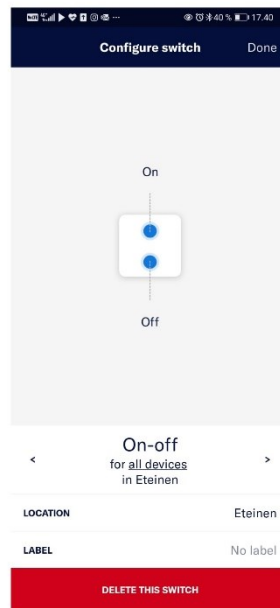 40 % 17.40
Configure switch Done
On
Off
< On-off >
for all devices
in Eteinen
LOCATION Eteinen
LABEL No label
DELETE THIS SWITCH